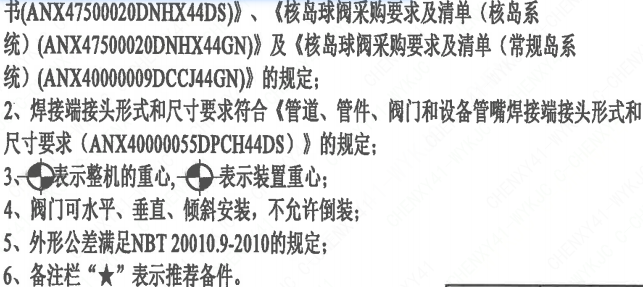 书(ANX47500020DNHX44DS)》、《核岛球阀采购要求及清单（核岛系
统）(ANX47500020DNHX44GN)》及《核岛球阀采购要求及清单（常规岛系
统）(ANX40000009DCCJ44GN)》的规定；
2、焊接端接头形式和尺寸要求符合《管道、管件、阀门和设备管嘴焊接端接头形式和
尺寸要求（ANX40000055DPCH44DS）》的规定；
3、表示整机的重心,表示装置重心；
4、阀门可水平、垂直、倾斜安装，不允许倒装；
5、外形公差满足NBT 20010.9-2010的规定；
6、备注栏“★”表示推荐备件。